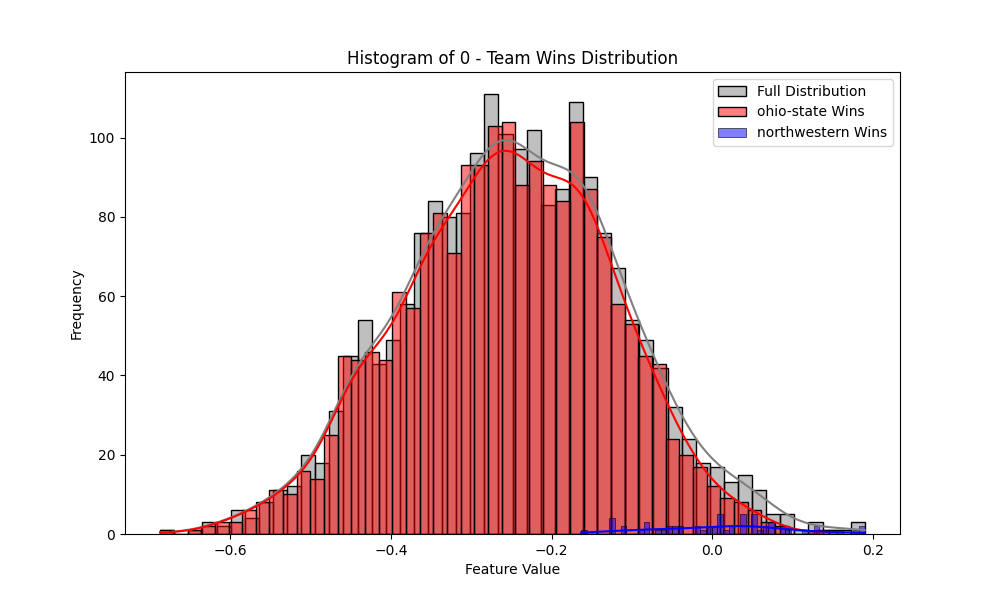 Histogram of 0 - Team Wins Distribution
Full Distribution
ohio-state Wins
northwestern Wins
Frequency
100
80
60
40
20
0
−0.6
−0.4
−0.2
0.0
0.2
Feature Value